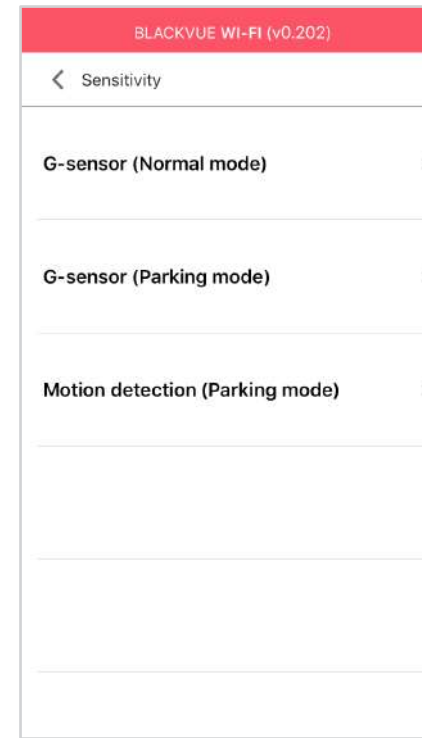 BLACKVUE WI-FI (v0.202)
Sensitivity
G-sensor (Normal mode)
G-sensor (Parking mode)
Motion detection (Parking mode)